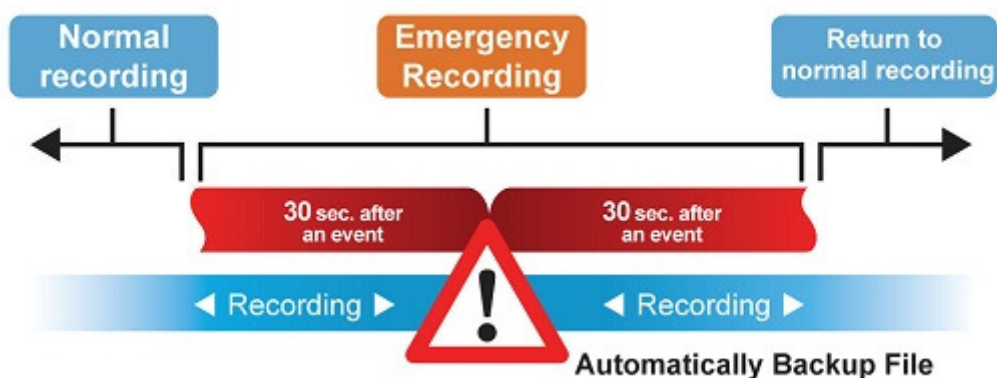 Normal
recording
Emergency
Recording
Return to
normal recording
30 sec. after
an event
30 sec. after
an event
Recording
Recording
Automatically Backup File